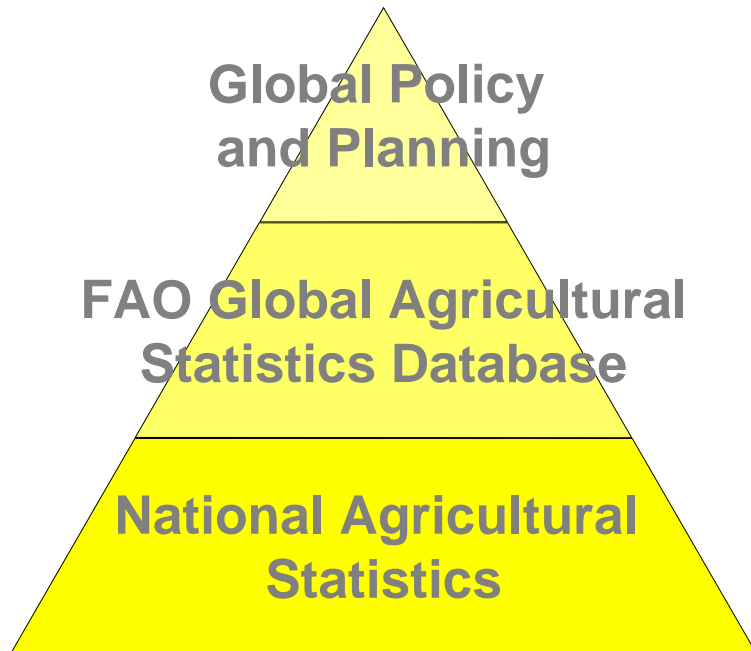 Global Policy
and Planning
FAO Global Agricultural
Statistics Database
National Agricultural
Statistics